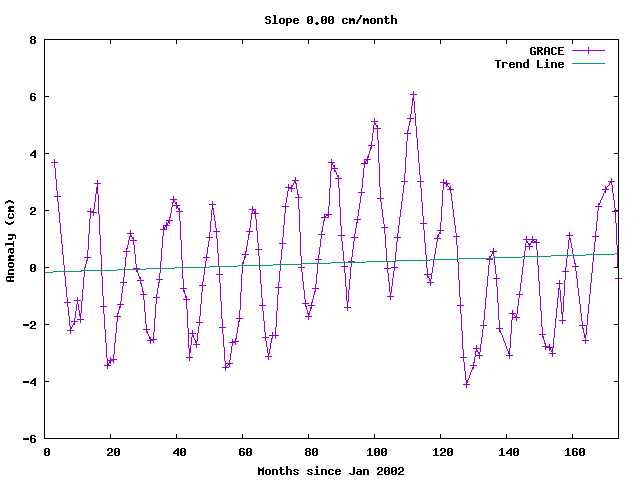 Slope 0.00 cm/month
GRACE
Trend Line
8
6
4
2
0
-2
-4
-6
Anomaly (cm)
0 20 40 60 80 100 120 140 160
Months since Jan 2002